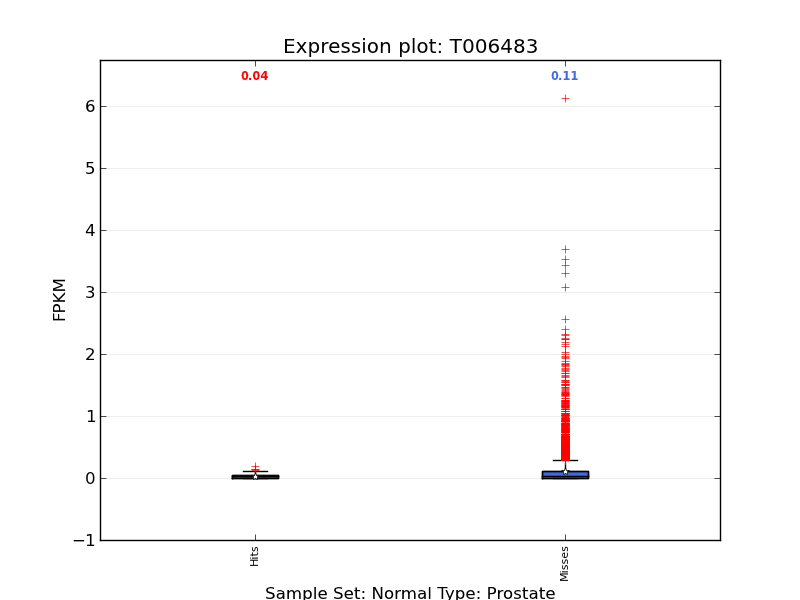 Expression plot: T006483
0.04
0.11
6
5
4
3
2
1
0
−1
FPKM
Hits
Misses
Sample Set: Normal Type: Prostate